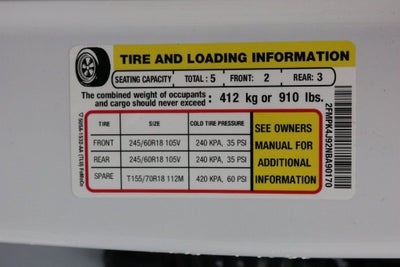 TIRE AND LOADING INFORMATION
SEATING CAPACITY TOTAL : 5 FRONT: 2 REAR: 3
The combined weight of occupants
and cargo should never exceed : 412 kg or 910 lbs.
TIRE SIZE COLD TIRE PRESSURE
FRONT 245/60R18 105V 240 KPA, 35 PSI
REAR 245/60R18 105V 240 KPA, 35 PSI
SPARE T155/70R18 112M 420 KPA, 60 PSI
SEE OWNERS
MANUAL FOR
ADDITIONAL
INFORMATION
2FMPK4J92NBA90170